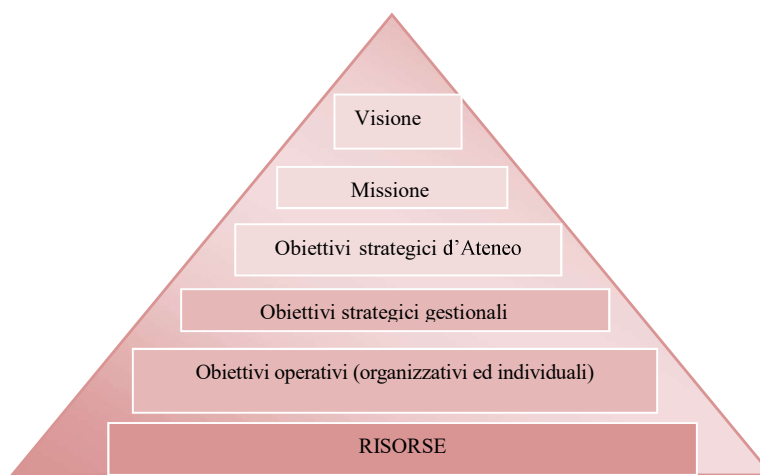 Visione
Missione
Obiettivi strategici d’Ateneo
Obiettivi strategici gestionali
Obiettivi operativi (organizzativi ed individuali)
RISORSE